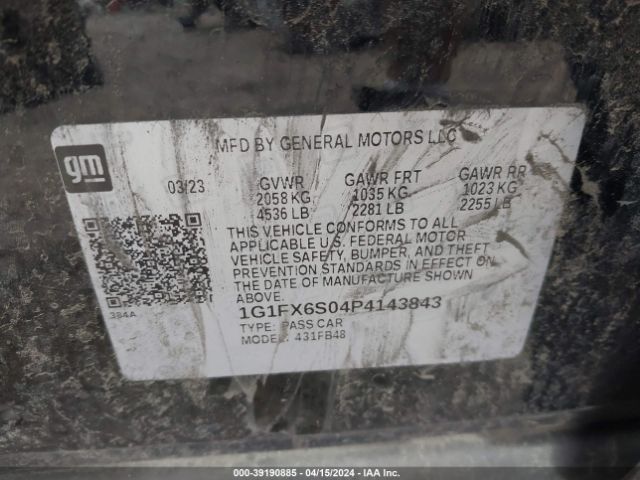 MFD BY GENERAL MOTORS LLC
gm
03/23 GVWR GAWR FRT GAWR RR
2058 KG 1035 KG 1023 KG
4536 LB 2281 LB 2255 LB
THIS VEHICLE CONFORMS TO ALL
APPLICABLE U.S. FEDERAL MOTOR
VEHICLE SAFETY, BUMPER, AND THEFT
PREVENTION STANDARDS IN EFFECT ON
THE DATE OF MANUFACTURE SHOWN
ABOVE.
384A
1G1FX6S04P4143843
TYPE: PASS CAR
MODEL: 431FB48
000-39190885 - 04/15/2024 - IAA Inc.